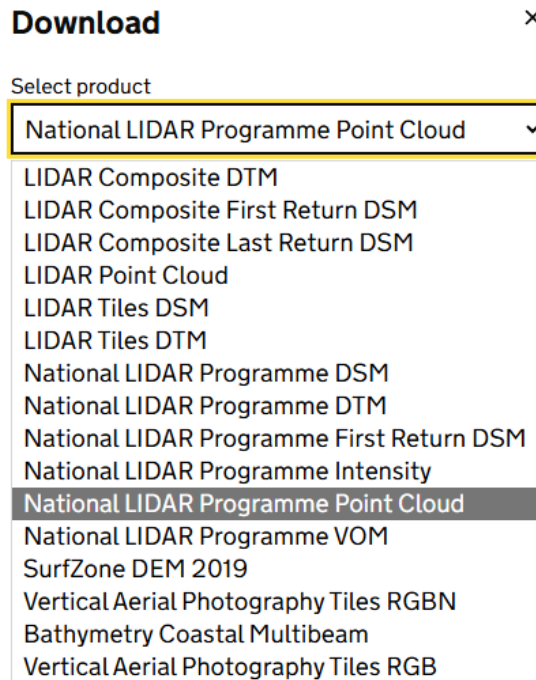 Download
Select product
National LIDAR Programme Point Cloud
LIDAR Composite DTM
LIDAR Composite First Return DSM
LIDAR Composite Last Return DSM
LIDAR Point Cloud
LIDAR Tiles DSM
LIDAR Tiles DTM
National LIDAR Programme DSM
National LIDAR Programme DTM
National LIDAR Programme First Return DSM
National LIDAR Programme Intensity
National LIDAR Programme Point Cloud
National LIDAR Programme VOM
SurfZone DEM 2019
Vertical Aerial Photography Tiles RGBN
Bathymetry Coastal Multibeam
Vertical Aerial Photography Tiles RGB